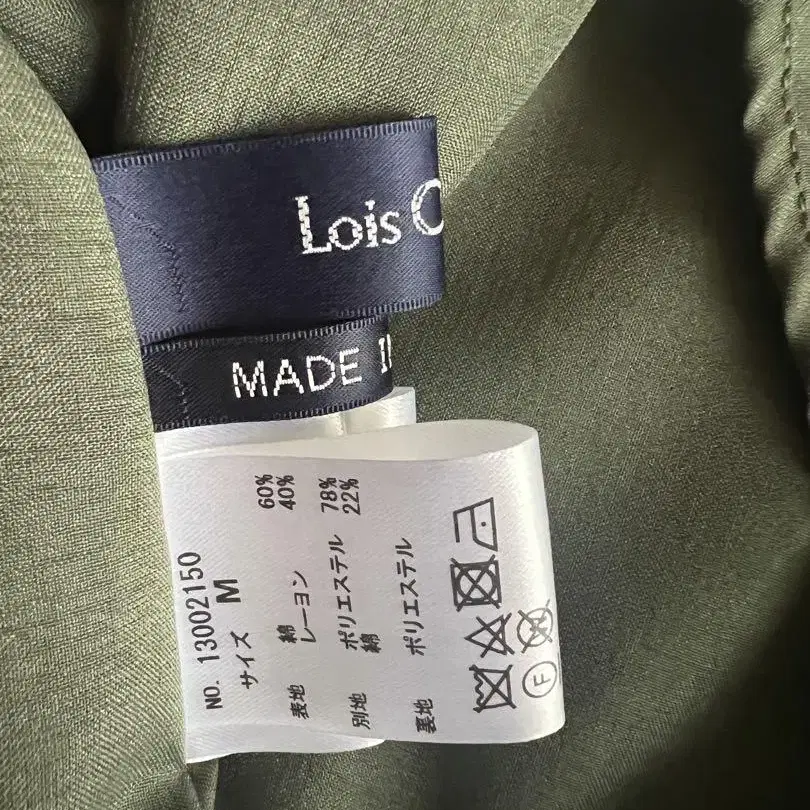 Lois C
MADE I
NO. 13002150
サイズ M
表地 綿 60%
レーヨン 40%
別地 ポリエステル 78%
綿 22%
裏地 ポリエステル
F